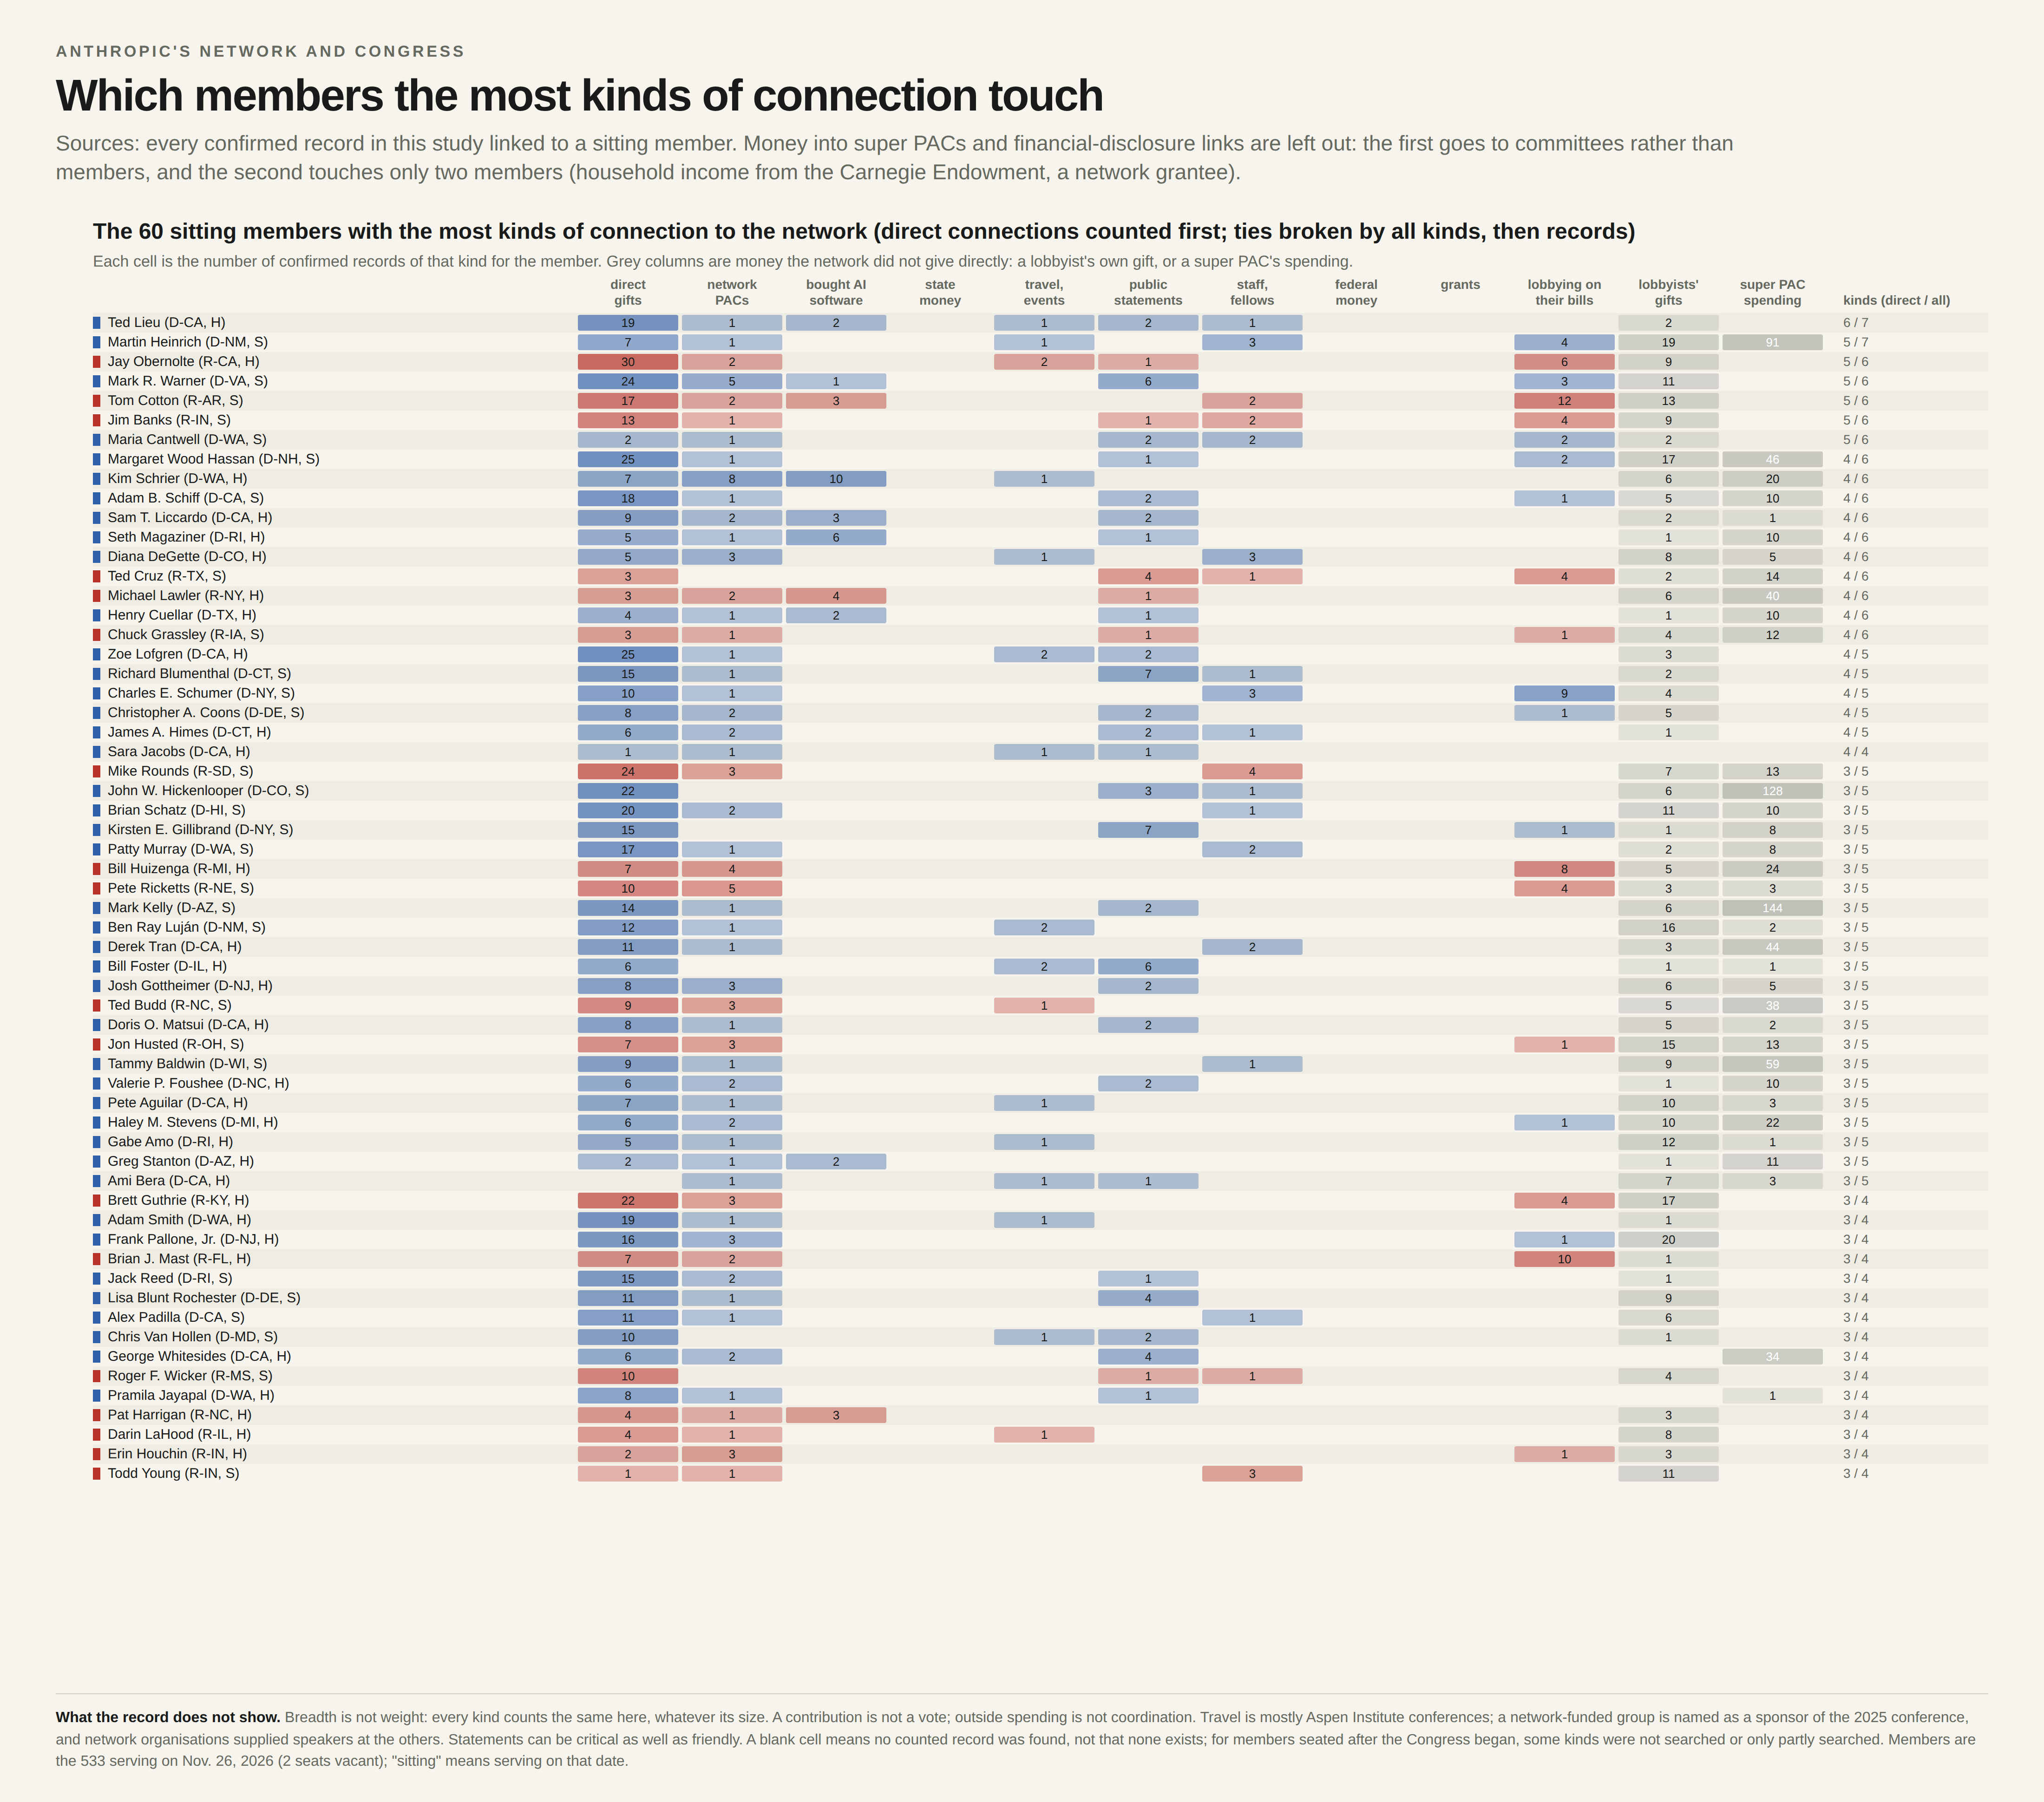 ANTHROPIC'S NETWORK AND CONGRESS
Which members the most kinds of connection touch
Sources: every confirmed record in this study linked to a sitting member. Money into super PACs and financial-disclosure links are left out: the first goes to committees rather than
members, and the second touches only two members (household income from the Carnegie Endowment, a network grantee).
The 60 sitting members with the most kinds of connection to the network (direct connections counted first; ties broken by all kinds, then records)
Each cell is the number of confirmed records of that kind for the member. Grey columns are money the network did not give directly: a lobbyist's own gift, or a super PAC's spending.
direct network bought AI state travel, public staff, federal grants lobbying on lobbyists' super PAC
gifts PACs software money events statements fellows money their bills gifts spending kinds (direct / all)
Ted Lieu (D-CA, H) 19 1 2 1 2 1 2 6 / 7
Martin Heinrich (D-NM, S) 7 1 1 3 4 19 91 5 / 7
Jay Obernolte (R-CA, H) 30 2 2 1 6 9 5 / 6
Mark R. Warner (D-VA, S) 24 5 1 6 3 11 5 / 6
Tom Cotton (R-AR, S) 17 2 3 2 12 13 5 / 6
Jim Banks (R-IN, S) 13 1 1 2 4 9 5 / 6
Maria Cantwell (D-WA, S) 2 1 2 2 2 2 5 / 6
Margaret Wood Hassan (D-NH, S) 25 1 1 2 17 46 4 / 6
Kim Schrier (D-WA, H) 7 8 10 1 6 20 4 / 6
Adam B. Schiff (D-CA, S) 18 1 2 1 5 10 4 / 6
Sam T. Liccardo (D-CA, H) 9 2 3 2 2 1 4 / 6
Seth Magaziner (D-RI, H) 5 1 6 1 1 10 4 / 6
Diana DeGette (D-CO, H) 5 3 1 3 8 5 4 / 6
Ted Cruz (R-TX, S) 3 4 1 4 2 14 4 / 6
Michael Lawler (R-NY, H) 3 2 4 1 6 40 4 / 6
Henry Cuellar (D-TX, H) 4 1 2 1 1 10 4 / 6
Chuck Grassley (R-IA, S) 3 1 1 1 4 12 4 / 6
Zoe Lofgren (D-CA, H) 25 1 2 2 3 4 / 5
Richard Blumenthal (D-CT, S) 15 1 7 1 2 4 / 5
Charles E. Schumer (D-NY, S) 10 1 3 9 4 4 / 5
Christopher A. Coons (D-DE, S) 8 2 2 1 5 4 / 5
James A. Himes (D-CT, H) 6 2 2 1 1 4 / 5
Sara Jacobs (D-CA, H) 1 1 1 1 4 / 4
Mike Rounds (R-SD, S) 24 3 4 7 13 3 / 5
John W. Hickenlooper (D-CO, S) 22 3 1 6 128 3 / 5
Brian Schatz (D-HI, S) 20 2 1 11 10 3 / 5
Kirsten E. Gillibrand (D-NY, S) 15 7 1 1 8 3 / 5
Patty Murray (D-WA, S) 17 1 2 2 8 3 / 5
Bill Huizenga (R-MI, H) 7 4 8 5 24 3 / 5
Pete Ricketts (R-NE, S) 10 5 4 3 3 3 / 5
Mark Kelly (D-AZ, S) 14 1 2 6 144 3 / 5
Ben Ray Luján (D-NM, S) 12 1 2 16 2 3 / 5
Derek Tran (D-CA, H) 11 1 2 3 44 3 / 5
Bill Foster (D-IL, H) 6 2 6 1 1 3 / 5
Josh Gottheimer (D-NJ, H) 8 3 2 6 5 3 / 5
Ted Budd (R-NC, S) 9 3 1 5 38 3 / 5
Doris O. Matsui (D-CA, H) 8 1 2 5 2 3 / 5
Jon Husted (R-OH, S) 7 3 1 15 13 3 / 5
Tammy Baldwin (D-WI, S) 9 1 1 9 59 3 / 5
Valerie P. Foushee (D-NC, H) 6 2 2 1 10 3 / 5
Pete Aguilar (D-CA, H) 7 1 1 10 3 3 / 5
Haley M. Stevens (D-MI, H) 6 2 1 10 22 3 / 5
Gabe Amo (D-RI, H) 5 1 1 12 1 3 / 5
Greg Stanton (D-AZ, H) 2 1 2 1 11 3 / 5
Ami Bera (D-CA, H) 1 1 1 7 3 3 / 5
Brett Guthrie (R-KY, H) 22 3 4 17 3 / 4
Adam Smith (D-WA, H) 19 1 1 1 3 / 4
Frank Pallone, Jr. (D-NJ, H) 16 3 1 20 3 / 4
Brian J. Mast (R-FL, H) 7 2 10 1 3 / 4
Jack Reed (D-RI, S) 15 2 1 1 3 / 4
Lisa Blunt Rochester (D-DE, S) 11 1 4 9 3 / 4
Alex Padilla (D-CA, S) 11 1 1 6 3 / 4
Chris Van Hollen (D-MD, S) 10 1 2 1 3 / 4
George Whitesides (D-CA, H) 6 2 4 34 3 / 4
Roger F. Wicker (R-MS, S) 10 1 1 4 3 / 4
Pramila Jayapal (D-WA, H) 8 1 1 1 3 / 4
Pat Harrigan (R-NC, H) 4 1 3 3 3 / 4
Darin LaHood (R-IL, H) 4 1 1 8 3 / 4
Erin Houchin (R-IN, H) 2 3 1 3 3 / 4
Todd Young (R-IN, S) 1 1 3 11 3 / 4
What the record does not show. Breadth is not weight: every kind counts the same here, whatever its size. A contribution is not a vote; outside spending is not coordination. Travel is mostly Aspen Institute conferences; a network-funded group is named as a sponsor of the 2025 conference,
and network organisations supplied speakers at the others. Statements can be critical as well as friendly. A blank cell means no counted record was found, not that none exists; for members seated after the Congress began, some kinds were not searched or only partly searched. Members are
the 533 serving on Nov. 26, 2026 (2 seats vacant); "sitting" means serving on that date.